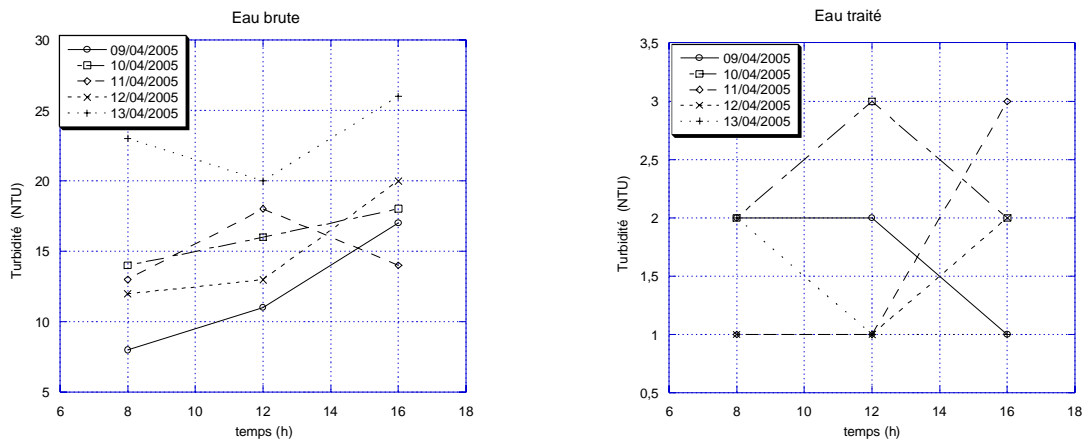 Eau brute
30
25
20
15
10
5
Turbidité (NTU)
09/04/2005
10/04/2005
11/04/2005
12/04/2005
13/04/2005
6 8 10 12 14 16 18
temps (h)
Eau traité
3,5
3
2,5
2
1,5
1
0,5
Turbidité (NTU)
09/04/2005
10/04/2005
11/04/2005
12/04/2005
13/04/2005
6 8 10 12 14 16 18
temps (h)